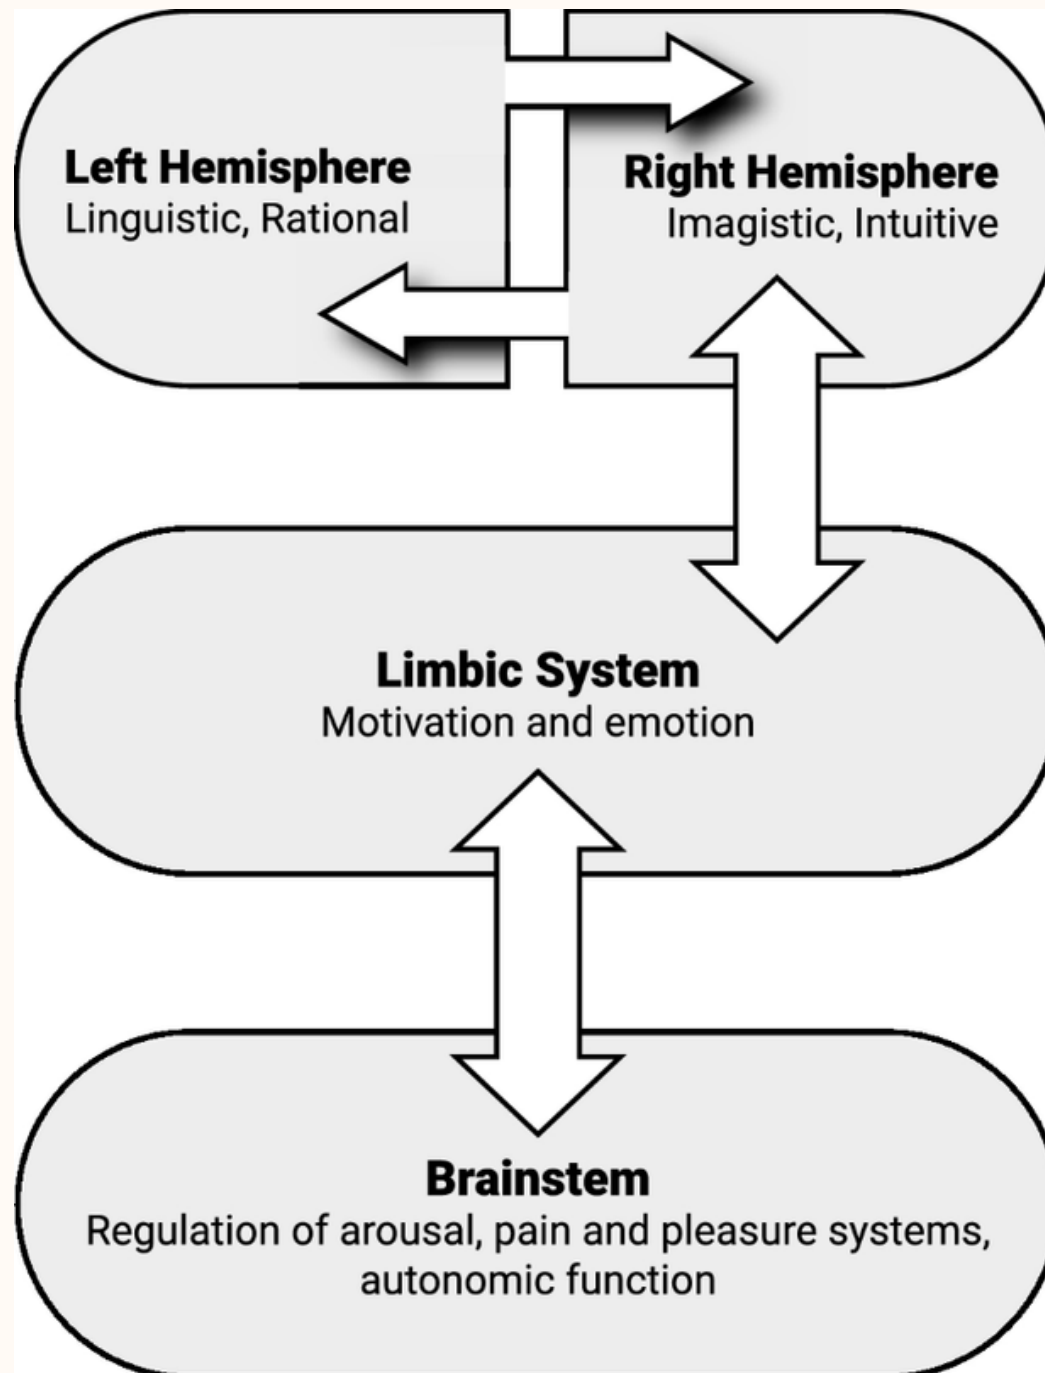 Left Hemisphere
Linguistic, Rational
Right Hemisphere
Imagistic, Intuitive
Limbic System
Motivation and emotion
Brainstem
Regulation of arousal, pain and pleasure systems,
autonomic function